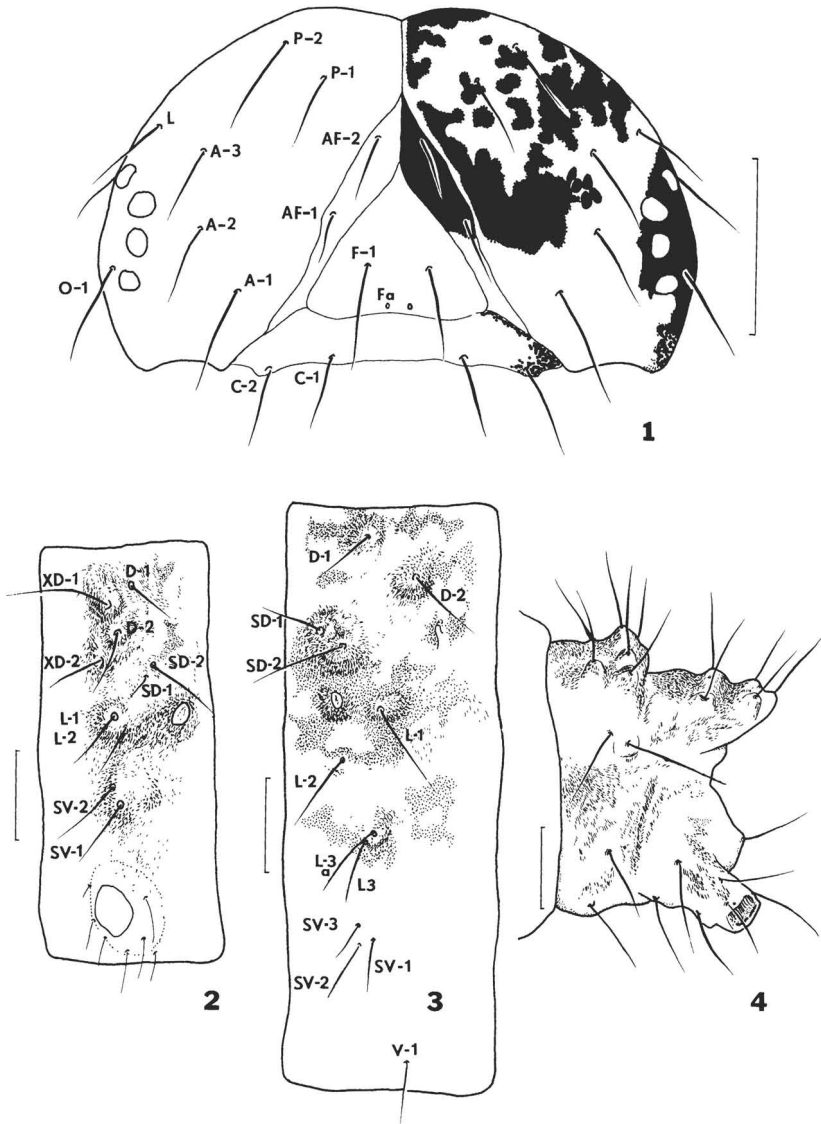 P-2
P-1
L
AF-2
A-3
AF-1
A-2
F-1
O-1
A-1
Fa
C-2
C-1
1
XD-1
D-1
D-2
XD-2
SD-2
SD-1
L-1
L-2
SV-2
SV-1
2
D-1
D-2
SD-1
SD-2
L-1
L-2
L-3
a
L3
SV-3
SV-2
SV-1
V-1
3
4